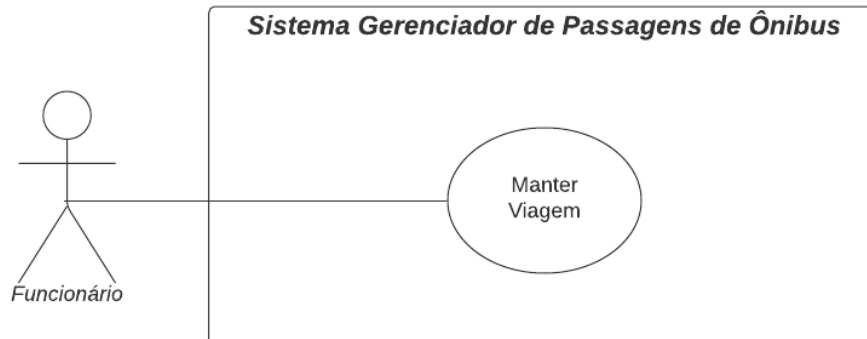 Sistema Gerenciador de Passagens de Ônibus
Manter
Viagem
Funcionário